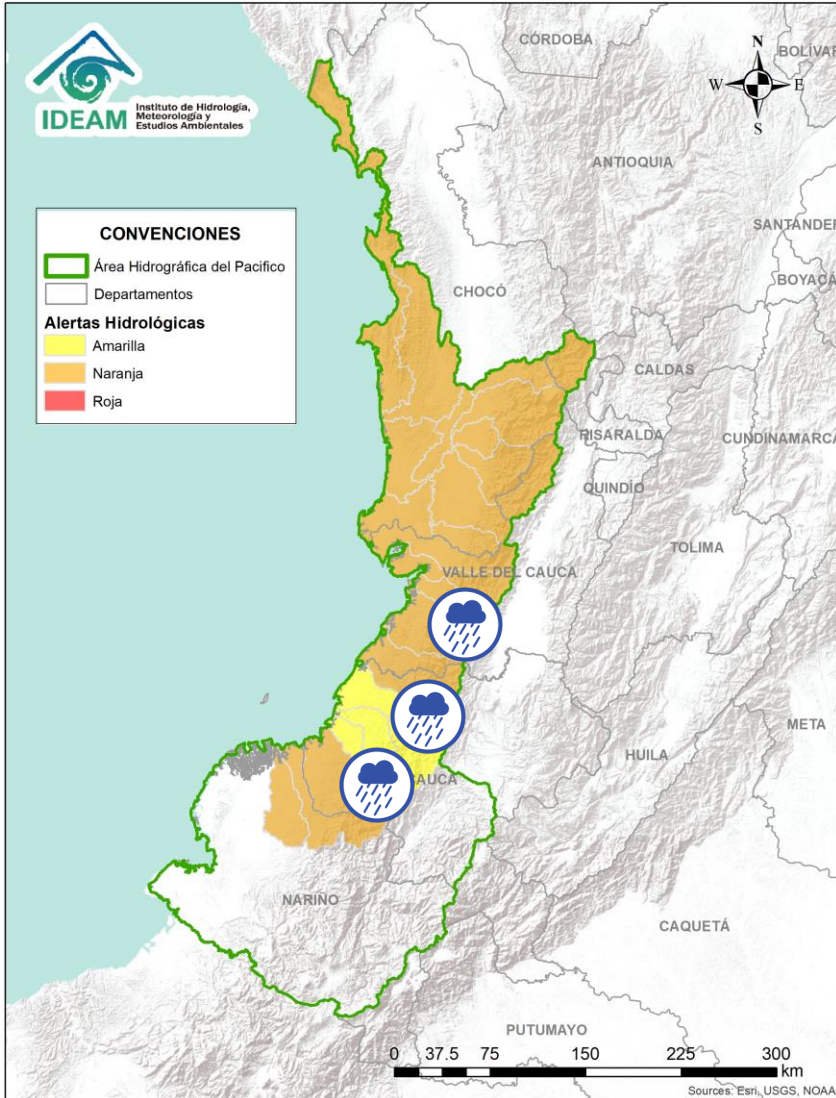 IDEAM
Instituto de Hidrología,
Meteorología y
Estudios Ambientales
CONVENCIONES
Área Hidrográfica del Pacifico
Departamentos
Alertas Hidrológicas
Amarilla
Naranja
Roja
N
W
E
S
CÓRDOBA
BOLÍVAR
ANTIOQUIA
SANTANDER
BOYACÁ
CHOCÓ
CALDAS
RISARALDA
CUNDINAMARCA
QUINDÍO
TOLIMA
VALLE DEL CAUCA
META
HUILA
CAUCA
NARIÑO
CAQUETÁ
PUTUMAYO
0 37.5 75 150 225 300
km
Sources: Esri, USGS, NOAA